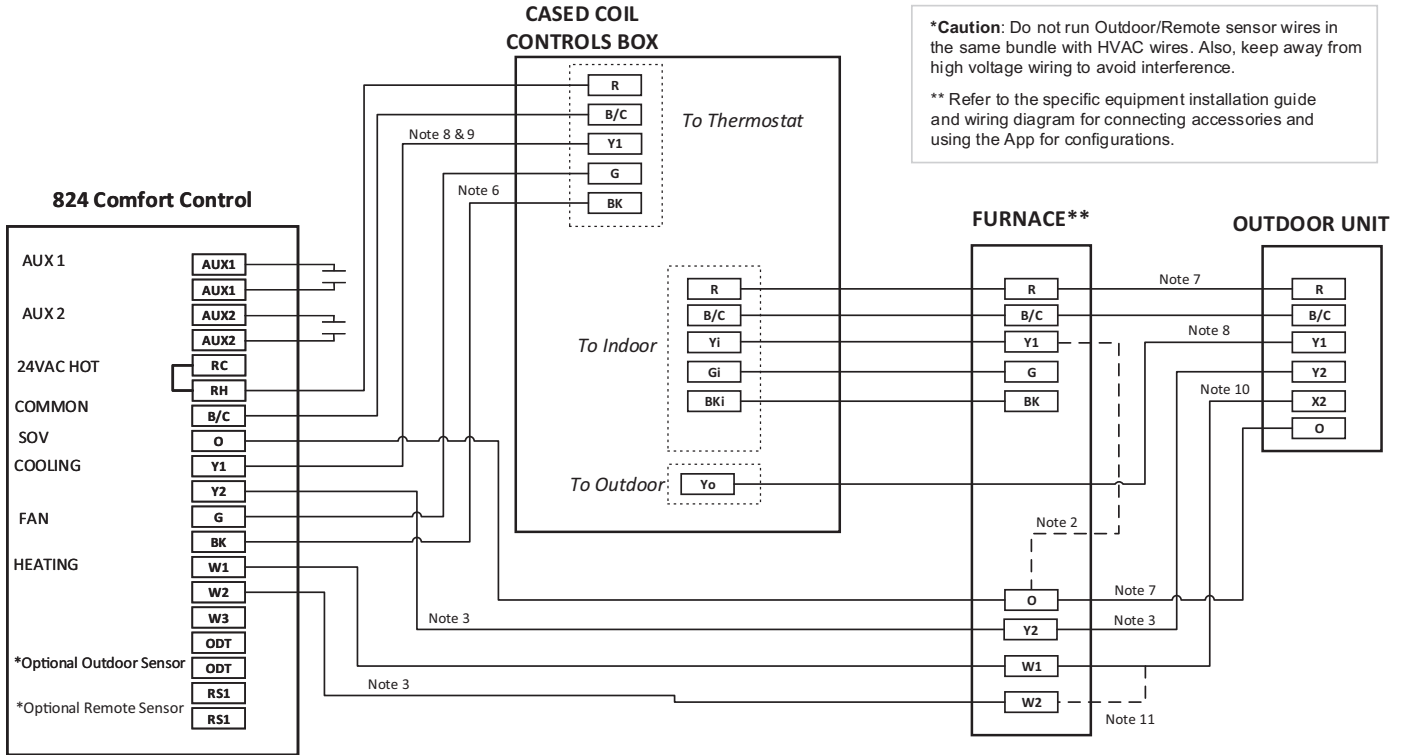 CASED COIL
CONTROLS BOX
*Caution: Do not run Outdoor/Remote sensor wires in
the same bundle with HVAC wires. Also, keep away from
high voltage wiring to avoid interference.
** Refer to the specific equipment installation guide
and wiring diagram for connecting accessories and
using the App for configurations.
R
B/C
Y1
G
BK
To Thermostat
Note 8 & 9
Note 6
824 Comfort Control
AUX 1
AUX1
AUX1
AUX 2
AUX2
AUX2
24VAC HOT
RC
RH
COMMON
B/C
SOV
O
COOLING
Y1
Y2
FAN
G
BK
HEATING
W1
W2
W3
ODT
*Optional Outdoor Sensor
ODT
RS1
*Optional Remote Sensor
RS1
To Indoor
R
B/C
Yi
Gi
BKi
To Outdoor
Yo
FURNACE**
R
B/C
Y1
G
BK
Note 2
O
Y2
W1
W2
Note 3
Note 3
OUTDOOR UNIT
R
B/C
Y1
Y2
X2
O
Note 7
Note 8
Note 10
Note 7
Note 3
Note 11